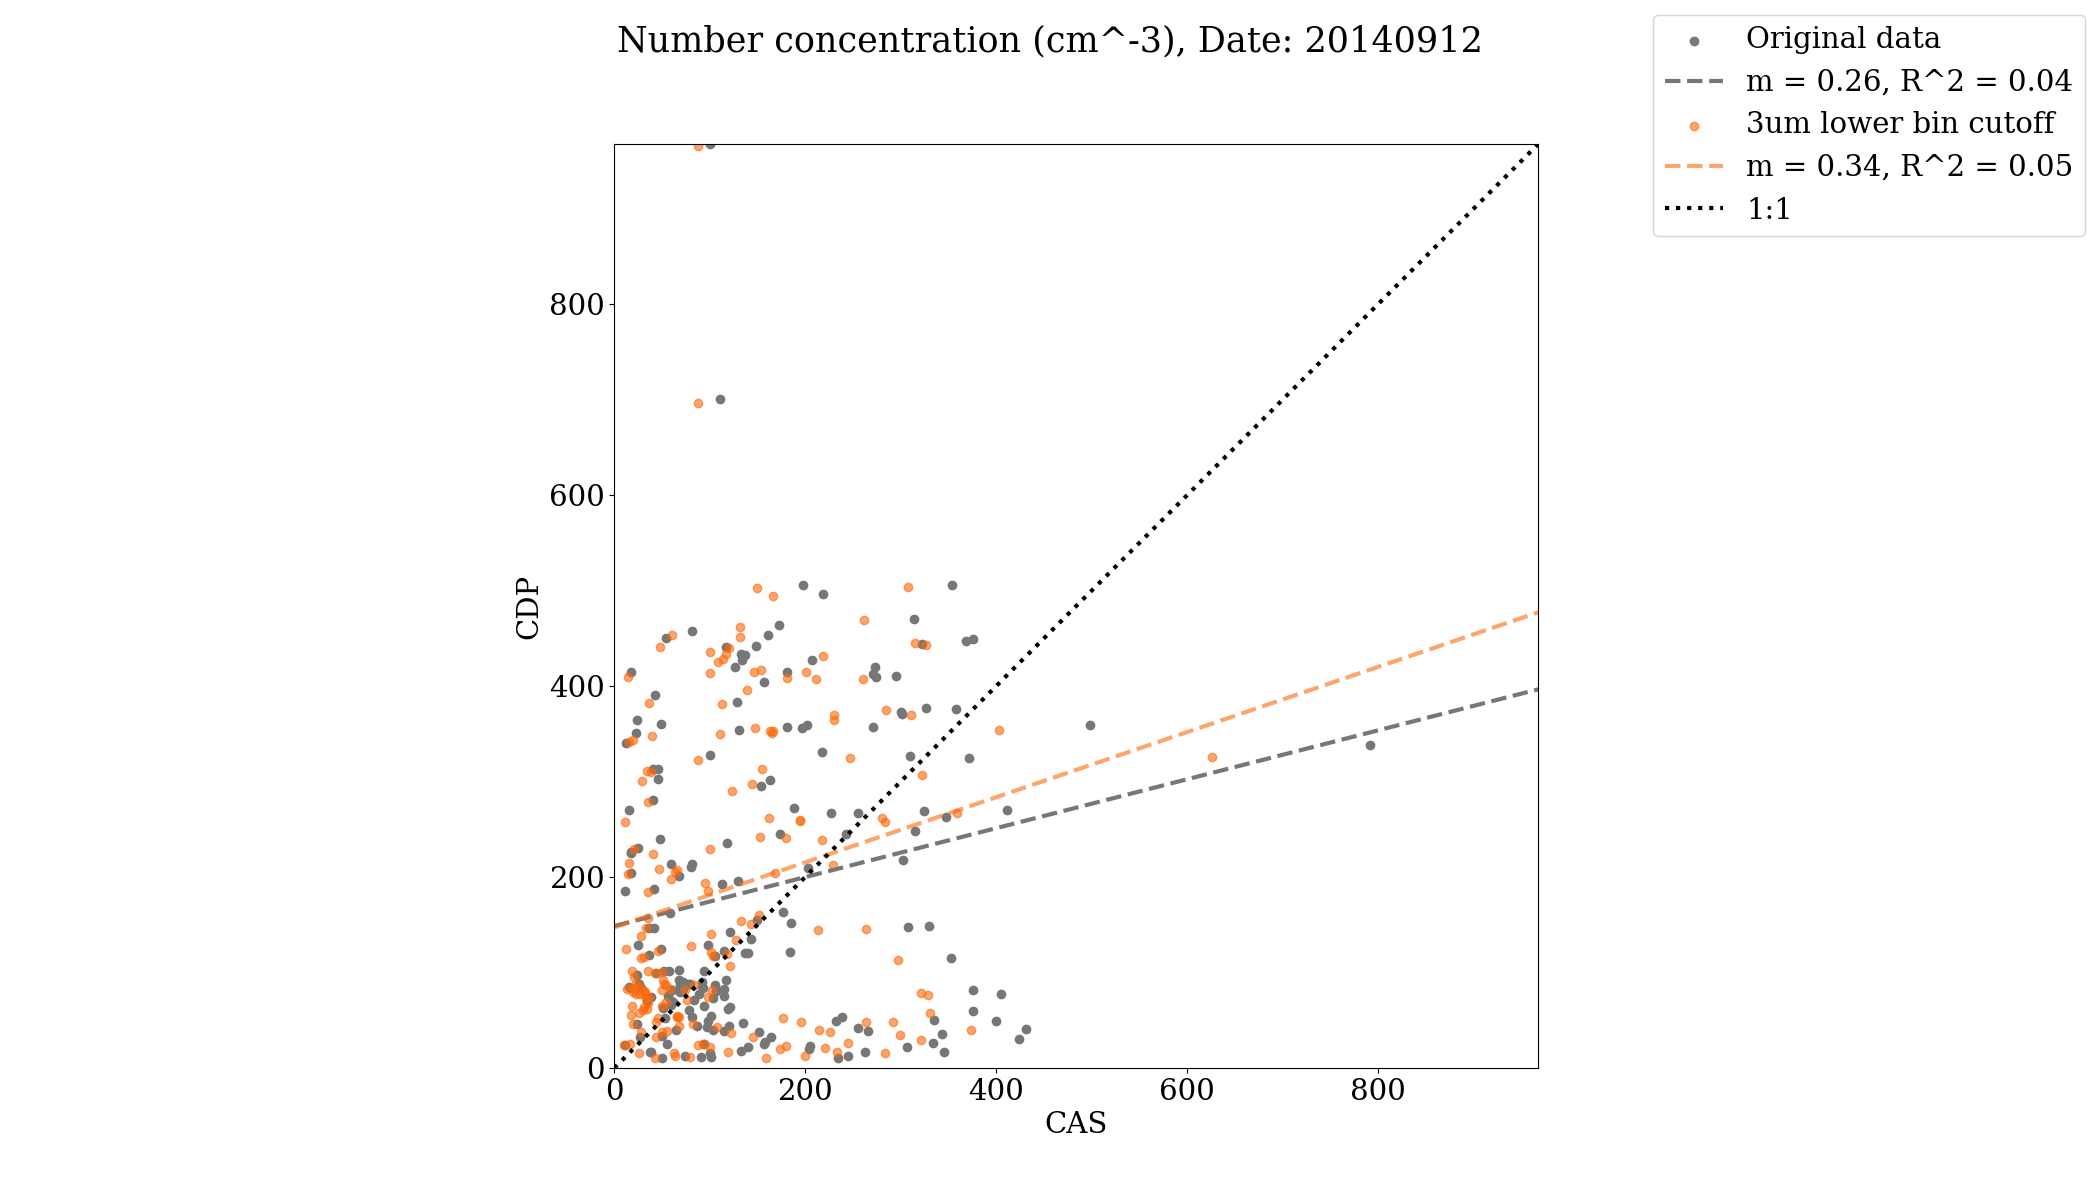 Number concentration (cm^-3), Date: 20140912
Original data
m = 0.26, R^2 = 0.04
3um lower bin cutoff
m = 0.34, R^2 = 0.05
1:1
800
600
400
200
0
CDP
0 200 400 600 800
CAS